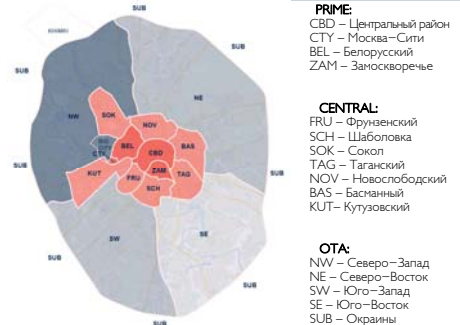 SUB
SUB
SUB
KHIMKI
NE
NW
SOK
NOV
BEL
CBD
BAS
CTY
ZAM
TAG
KUT
FRU
SCH
SUB
SUB
SW
SE
SUB
SUB
SUB
PRIME:
CBD – Центральный район
CTY – Москва–Сити
BEL – Белорусский
ZAM – Замоскворечье
CENTRAL:
FRU – Фрунзенский
SCH – Шаболовка
SOK – Сокол
TAG – Таганский
NOV – Новослободский
BAS – Басманный
KUT– Кутузовский
OTA:
NW – Северо–Запад
NE – Северо–Восток
SW – Юго–Запад
SE – Юго–Восток
SUB – Окраины